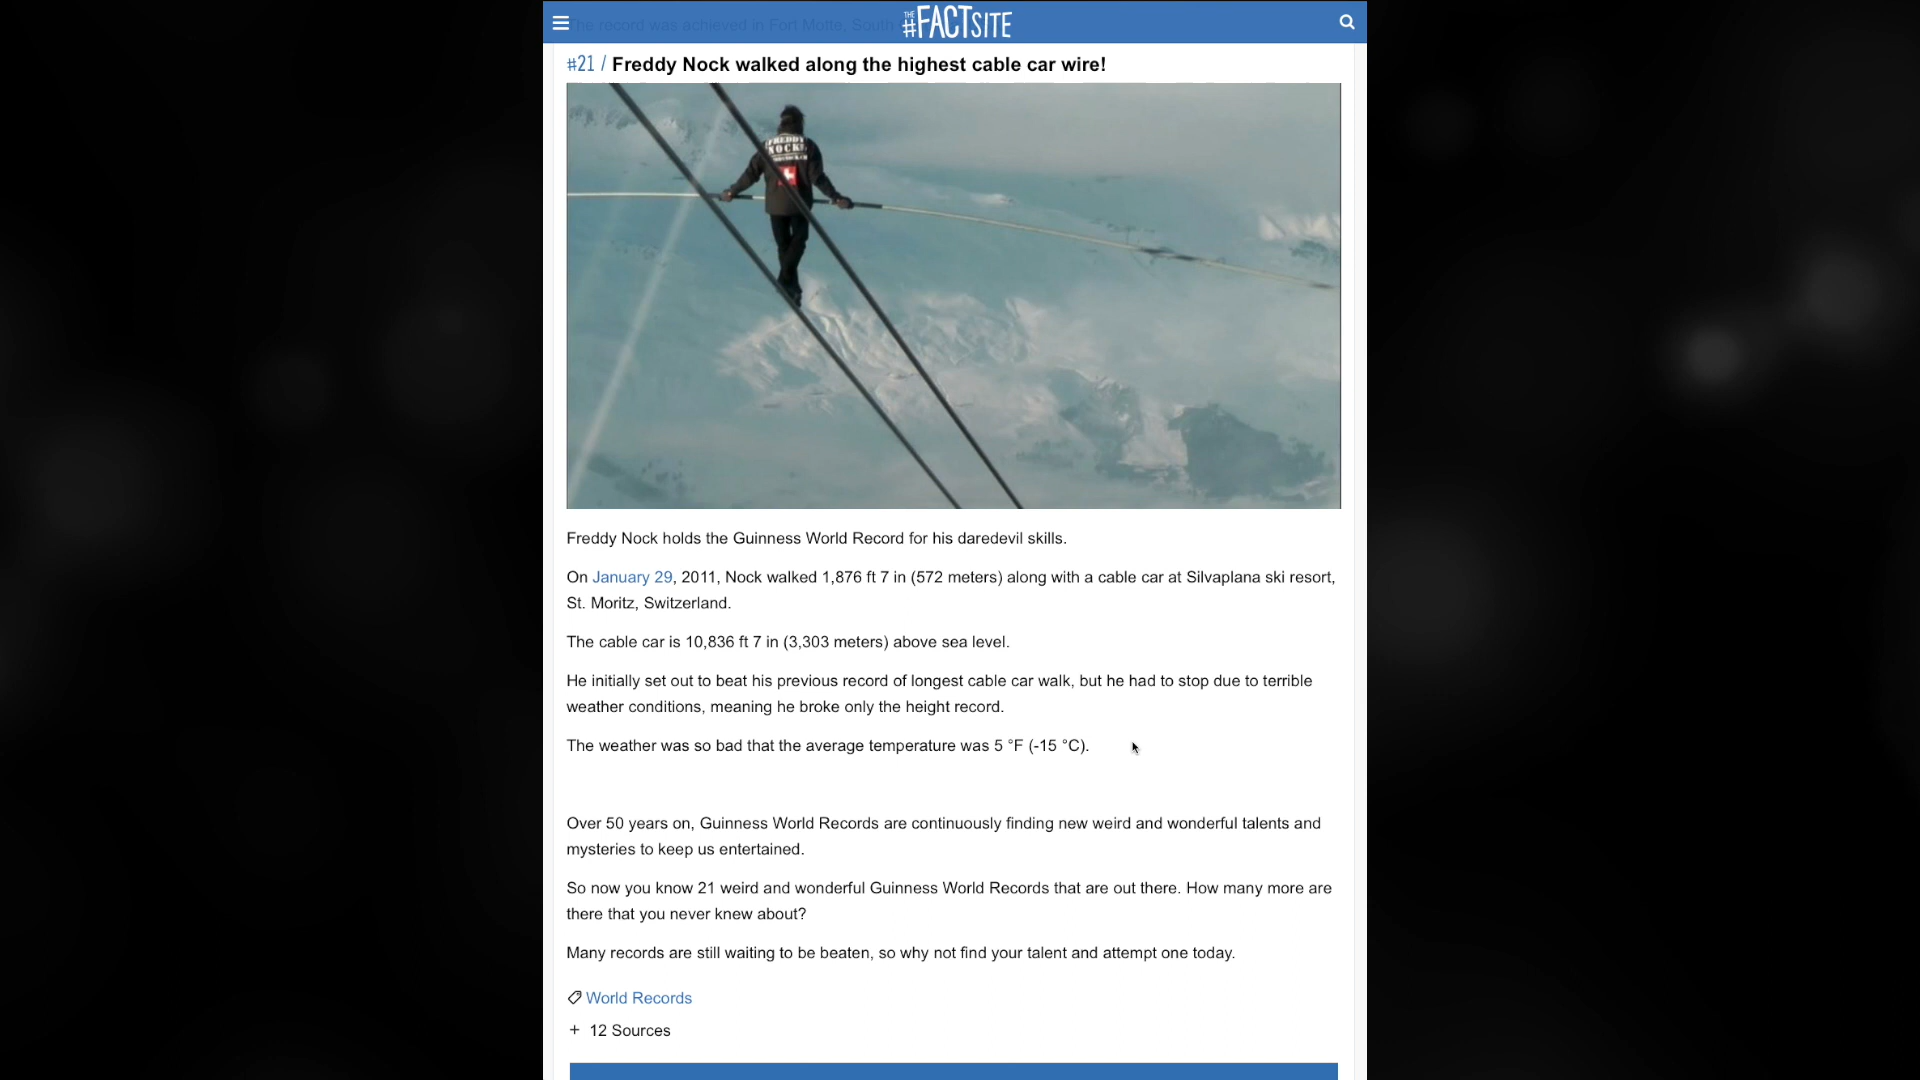 The record was achieved in Fort Motte, South
THE
#FACTSITE
#21 / Freddy Nock walked along the highest cable car wire!
FREDDY
NOCK
Freddy Nock holds the Guinness World Record for his daredevil skills.
On January 29, 2011, Nock walked 1,876 ft 7 in (572 meters) along with a cable car at Silvaplana ski resort,
St. Moritz, Switzerland.
The cable car is 10,836 ft 7 in (3,303 meters) above sea level.
He initially set out to beat his previous record of longest cable car walk, but he had to stop due to terrible
weather conditions, meaning he broke only the height record.
The weather was so bad that the average temperature was 5 °F (-15 °C).
Over 50 years on, Guinness World Records are continuously finding new weird and wonderful talents and
mysteries to keep us entertained.
So now you know 21 weird and wonderful Guinness World Records that are out there. How many more are
there that you never knew about?
Many records are still waiting to be beaten, so why not find your talent and attempt one today.
World Records
+ 12 Sources